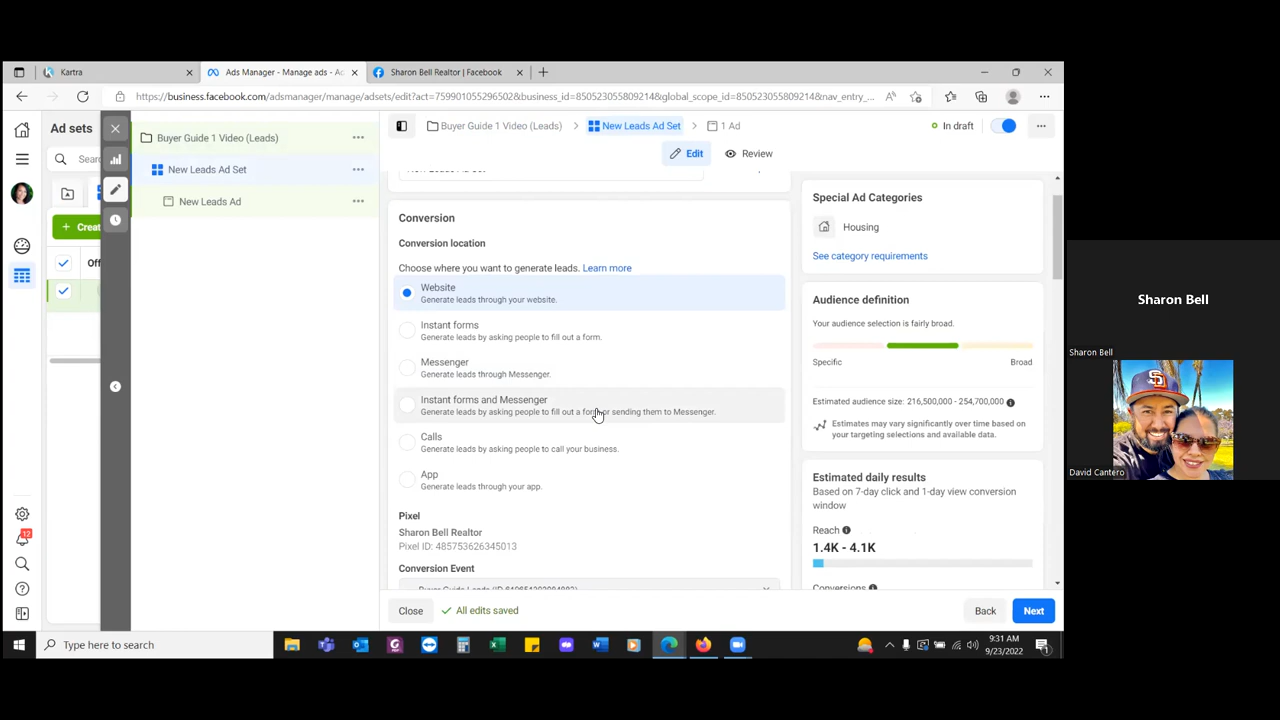 Kartra
Ads Manager - Manage ads - Ac
Sharon Bell Realtor | Facebook
https://business.facebook.com/adsmanager/manage/adsets/edit?act=759901055296502&business_id=850523055809214&global_scope_id=850523055809214&nav_entry_...
Ad sets
Buyer Guide 1 Video (Leads)
New Leads Ad Set
New Leads Ad
Buyer Guide 1 Video (Leads)
New Leads Ad Set
1 Ad
In draft
Edit
Review
Sear
+ Creat
Off
Conversion
Conversion location
Choose where you want to generate leads. Learn more
Website
Generate leads through your website.
Instant forms
Generate leads by asking people to fill out a form.
Messenger
Generate leads through Messenger.
Instant forms and Messenger
Generate leads by asking people to fill out a form or sending them to Messenger.
Calls
Generate leads by asking people to call your business.
App
Generate leads through your app.
Pixel
Sharon Bell Realtor
Pixel ID: 485753626345013
Conversion Event
Special Ad Categories
Housing
See category requirements
Audience definition
Your audience selection is fairly broad.
Specific
Broad
Estimated audience size: 216,500,000 - 254,700,000
Estimates may vary significantly over time based on
your targeting selections and available data.
Estimated daily results
Based on 7-day click and 1-day view conversion
window
Reach
1.4K - 4.1K
Conversions
Close
All edits saved
Back
Next
12
Type here to search
9:31 AM
9/23/2022
1
Sharon Bell
Sharon Bell
David Cantero